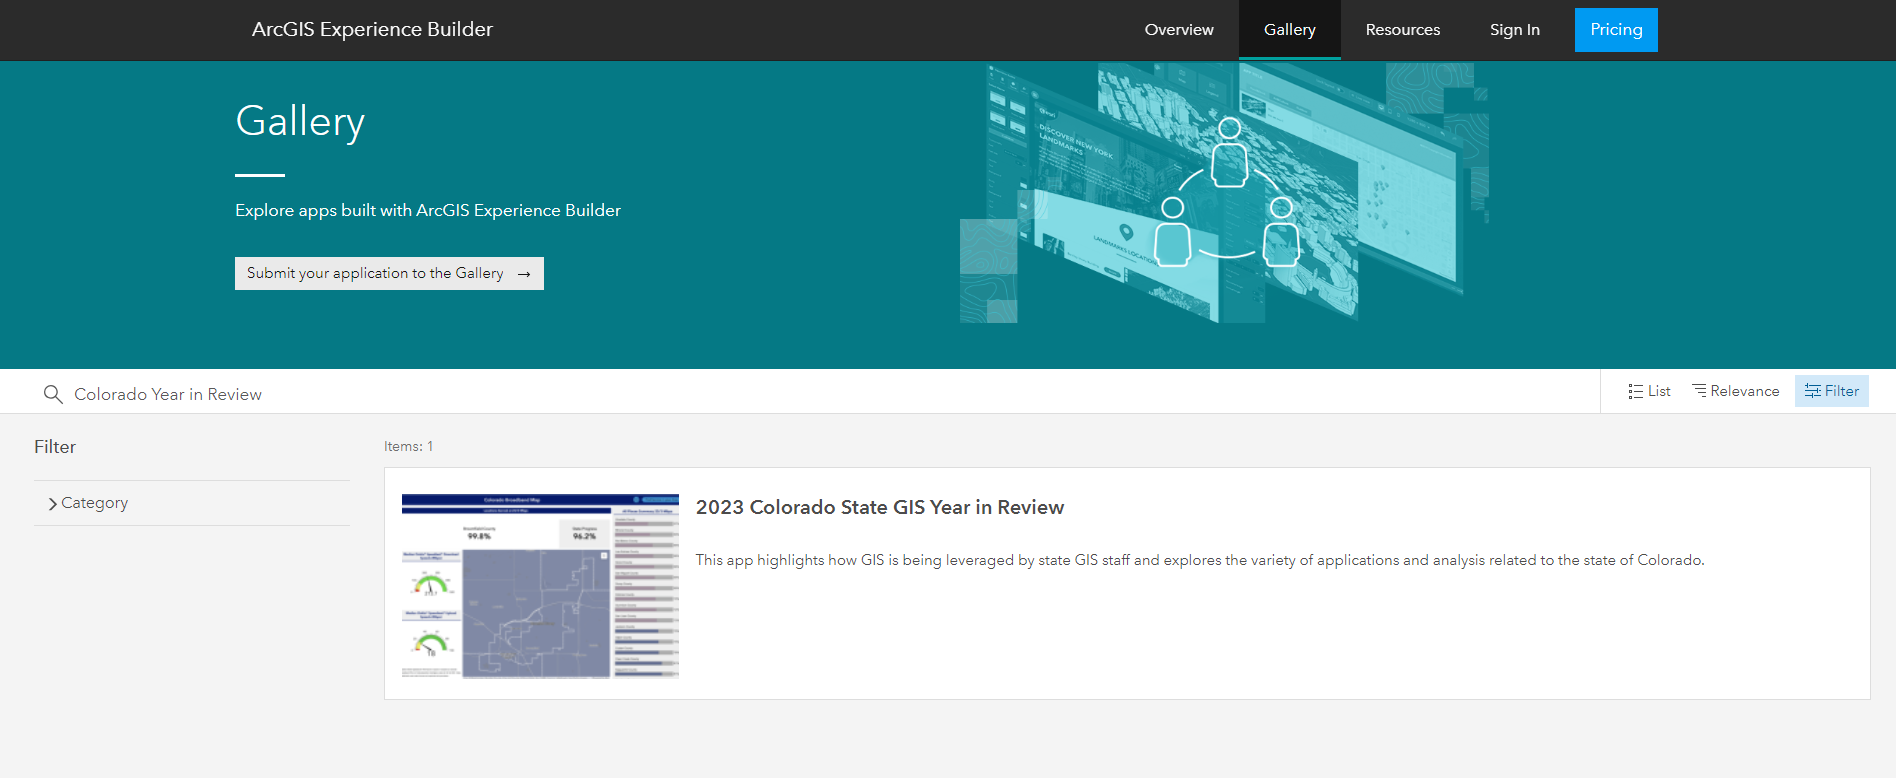 ArcGIS Experience Builder
Overview
Gallery
Resources
Sign In
Pricing
Gallery
Explore apps built with ArcGIS Experience Builder
Submit your application to the Gallery →
DISCOVER NEW YORK
LANDMARKS
LANDMARKS LOCATION
Colorado Year in Review
List
Relevance
Filter
Filter
Category
Items: 1
Colorado Broadband Map
99.8%
State Progress
96.2%
2023 Colorado State GIS Year in Review
This app highlights how GIS is being leveraged by state GIS staff and explores the variety of applications and analysis related to the state of Colorado.